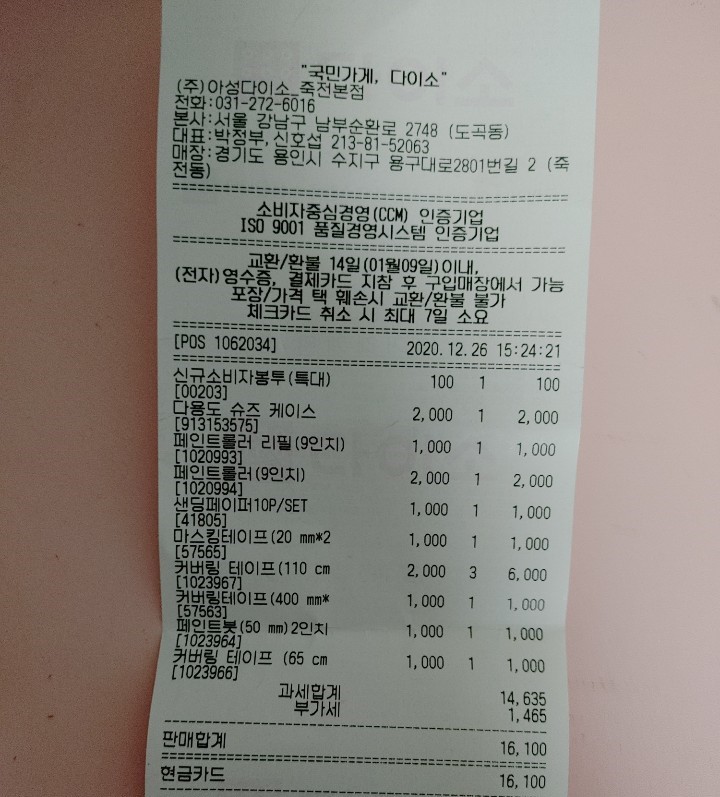 "국민가게, 다이소"
(주)아성다이소_죽전본점
전화:031-272-6016
본사:서울 강남구 남부순환로 2748 (도곡동)
대표:박정부,신호섭 213-81-52063
매장:경기도 용인시 수지구 용구대로2801번길 2 (죽
전동)
소비자중심경영(CCM) 인증기업
ISO 9001 품질경영시스템 인증기업
교환/환불 14일(01월09일)이내,
(전자)영수증, 결제카드 지참 후 구입매장에서 가능
포장/가격 택 훼손시 교환/환불 불가
체크카드 취소 시 최대 7일 소요
[POS 1062034] 2020.12.26 15:24:21
신규소비자봉투(특대) 100 1 100
[00203]
다용도 슈즈 케이스 2,000 1 2,000
[913153575]
페인트롤러 리필(9인치) 1,000 1 1,000
[1020993]
페인트롤러(9인치) 2,000 1 2,000
[1020994]
샌딩페이퍼10P/SET 1,000 1 1,000
[41805]
마스킹테이프(20 mm*2 1,000 1 1,000
[57565]
커버링 테이프(110 cm 2,000 3 6,000
[1023967]
커버링테이프(400 mm* 1,000 1 1,000
[57563]
페인트붓(50 mm)2인치 1,000 1 1,000
[1023964]
커버링 테이프 (65 cm 1,000 1 1,000
[1023966]
과세합계 14,635
부가세 1,465
판매합계 16,100
현금카드 16,100